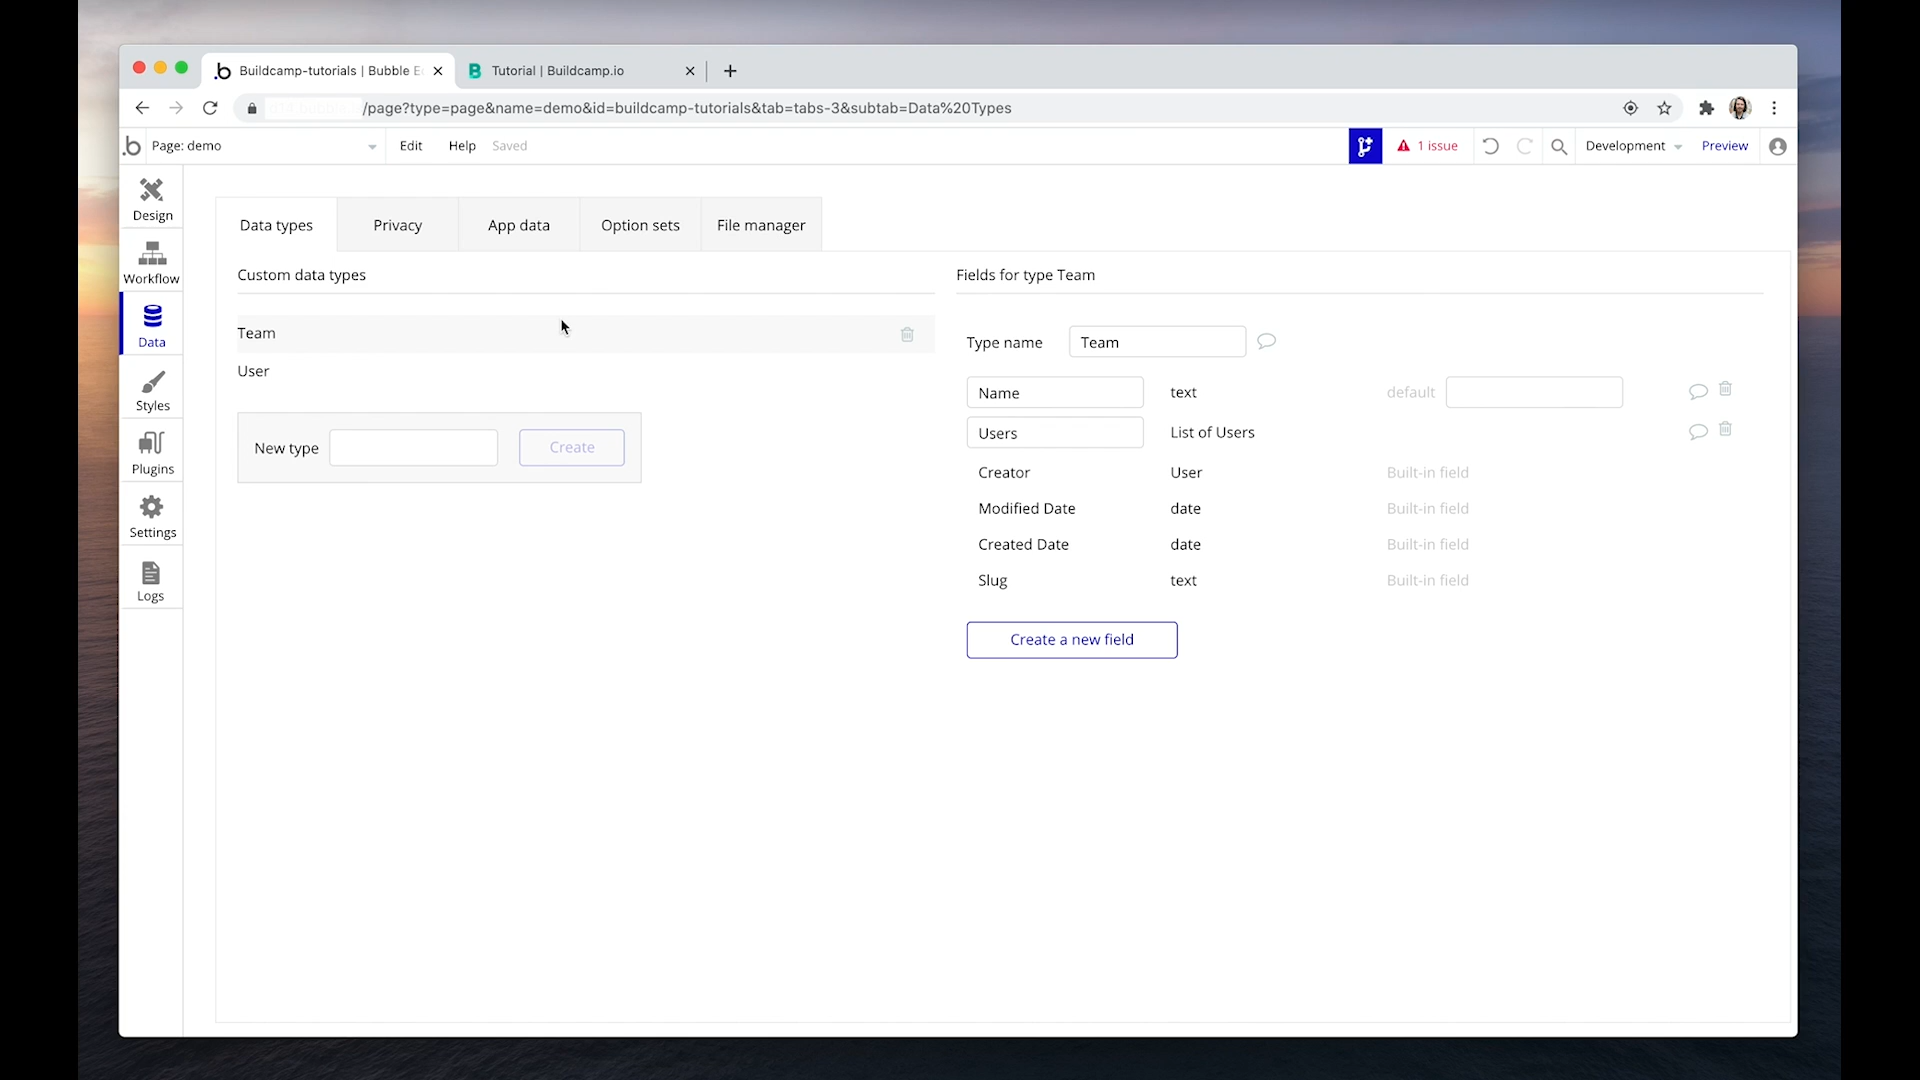 Buildcamp-tutorials | Bubble E
Tutorial | Buildcamp.io
/page?type=page&name=demo&id=buildcamp-tutorials&tab=tabs-3&subtab=Data%20Types
Page: demo
Edit
Help
Saved
1 issue
Development
Preview
Design
Workflow
Data
Styles
Plugins
Settings
Logs
Data types
Privacy
App data
Option sets
File manager
Custom data types
Team
User
New type
Create
Fields for type Team
Type name
Team
Name
text
default
Users
List of Users
Creator
User
Built-in field
Modified Date
date
Built-in field
Created Date
date
Built-in field
Slug
text
Built-in field
Create a new field